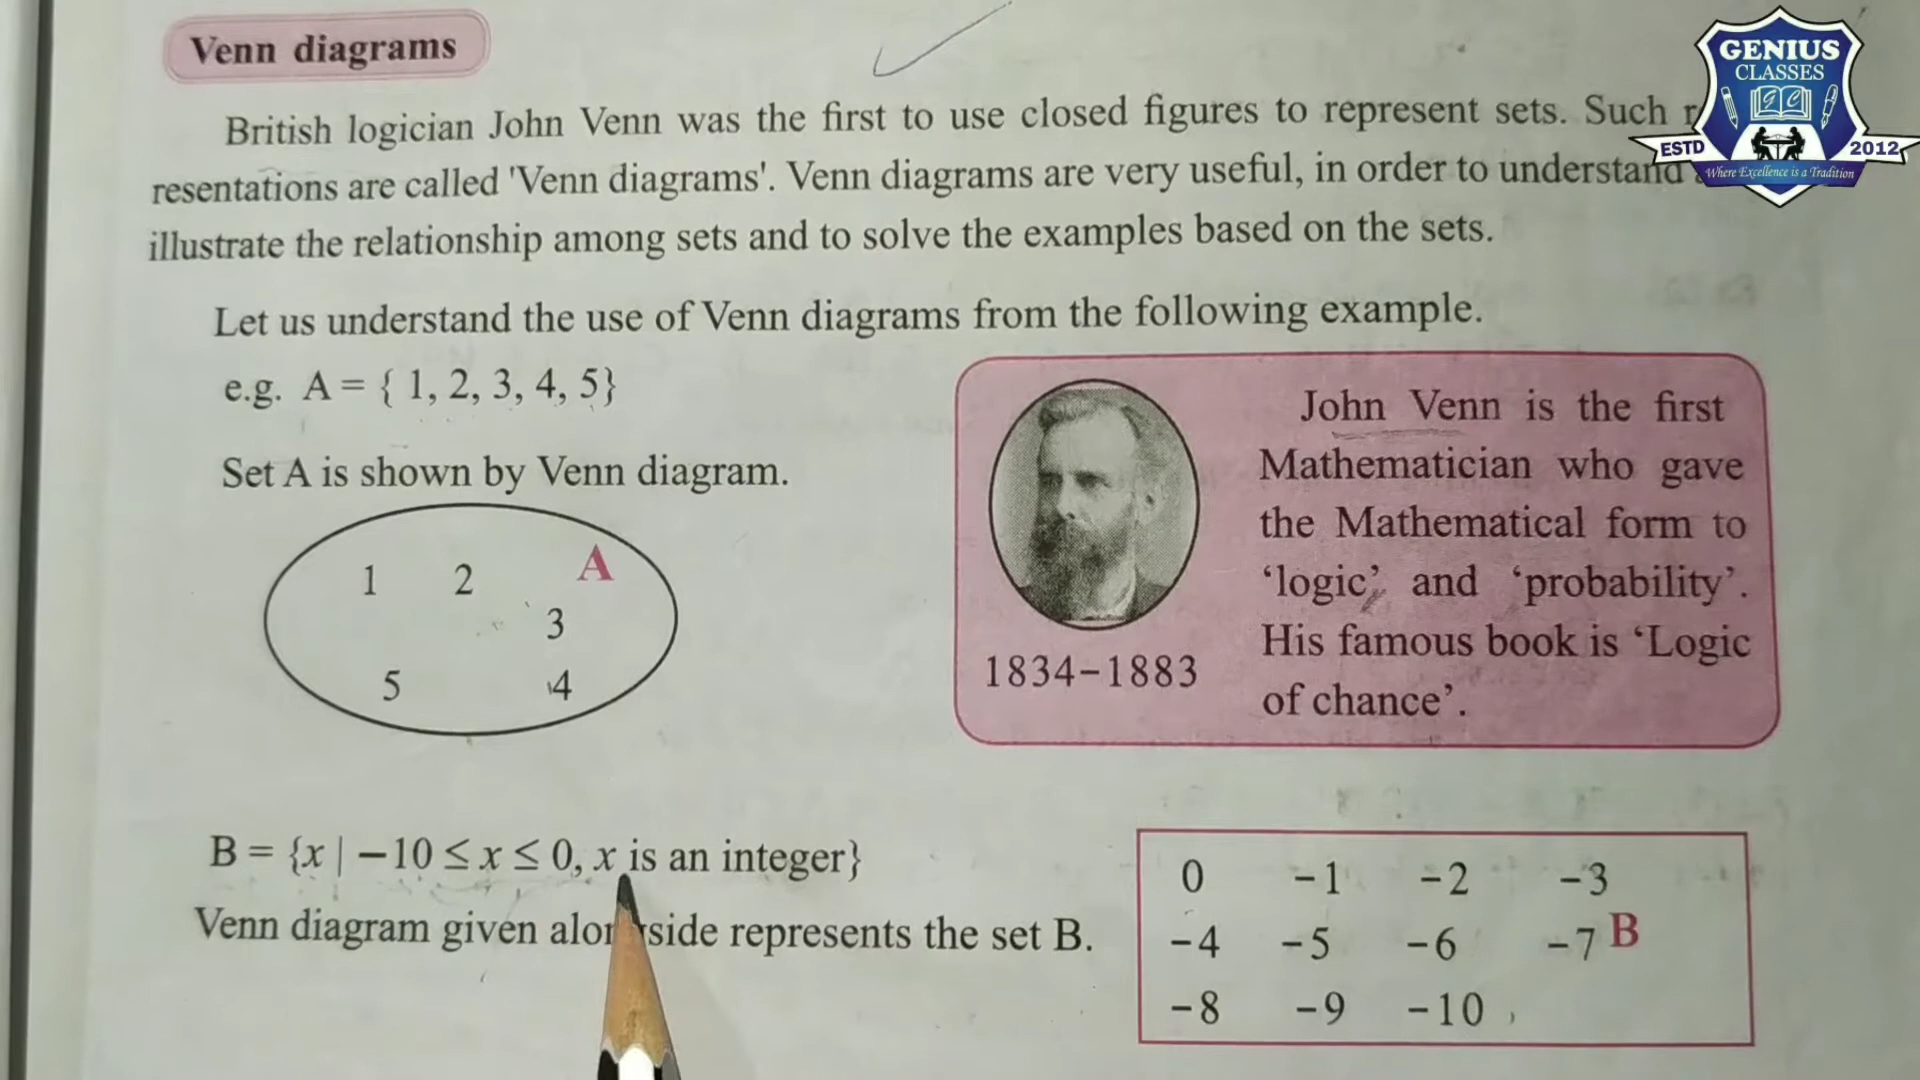 Venn diagrams
British logician John Venn was the first to use closed figures to represent sets. Such
resentations are called 'Venn diagrams'. Venn diagrams are very useful, in order to understand
illustrate the relationship among sets and to solve the examples based on the sets.
Let us understand the use of Venn diagrams from the following example.
e.g. A = { 1, 2, 3, 4, 5}
Set A is shown by Venn diagram.
1 2 A
3
5 4
John Venn is the first
Mathematician who gave
the Mathematical form to
‘logic’ and ‘probability’.
His famous book is ‘Logic
of chance’.
1834-1883
B = {x | −10 ≤ x ≤ 0, x is an integer}
Venn diagram given alongside represents the set B.
0 −1 −2 −3
−4 −5 −6 −7 B
−8 −9 −10
GENIUS
CLASSES
GC
ESTD 2012
Where Excellence is a Tradition